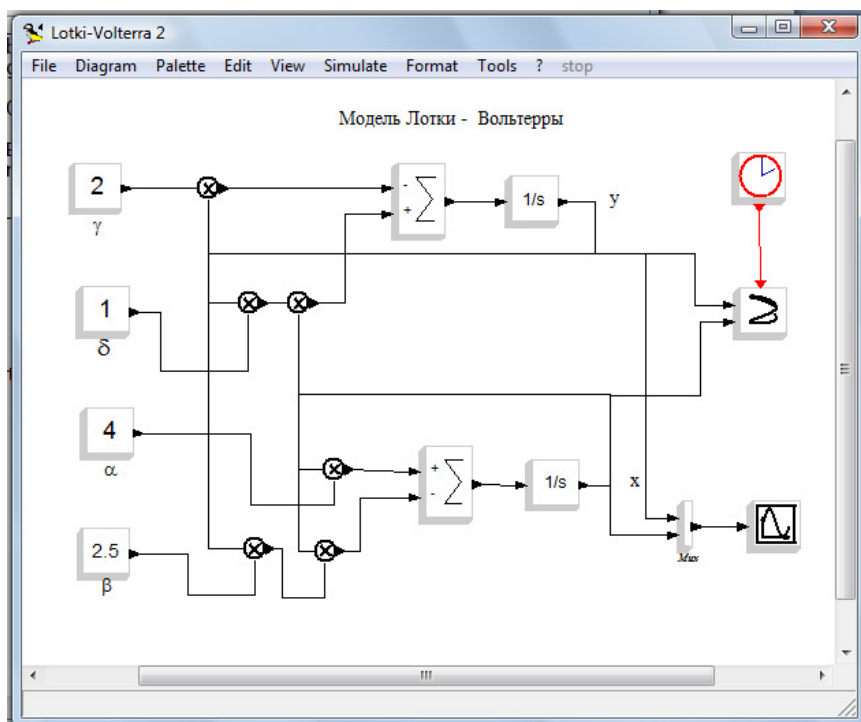 Lotki-Volterra 2
File Diagram Palette Edit View Simulate Format Tools ? stop
Модель Лотки - Вольтерры
2
γ
-
+
Σ
1/s
y
1
δ
4
α
+
-
Σ
1/s
x
2.5
β
Mux